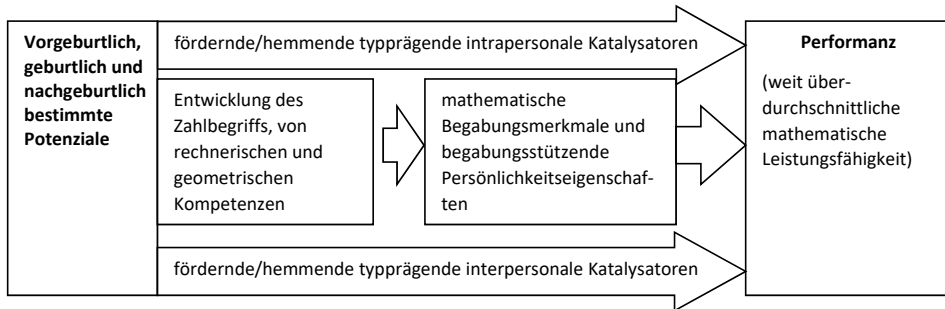 Vorgeburtlich,
geburtlich und
nachgeburtlich
bestimmte
Potenziale
fördernde/hemmende typprägende intrapersonale Katalysatoren
Entwicklung des
Zahlbegriffs, von
rechnerischen und
geometrischen
Kompetenzen
mathematische
Begabungsmerkmale und
begabungsstützende
Persönlichkeitseigenschaf-
ten
fördernde/hemmende typprägende interpersonale Katalysatoren
Performanz
(weit über-
durchschnittliche
mathematische
Leistungsfähigkeit)